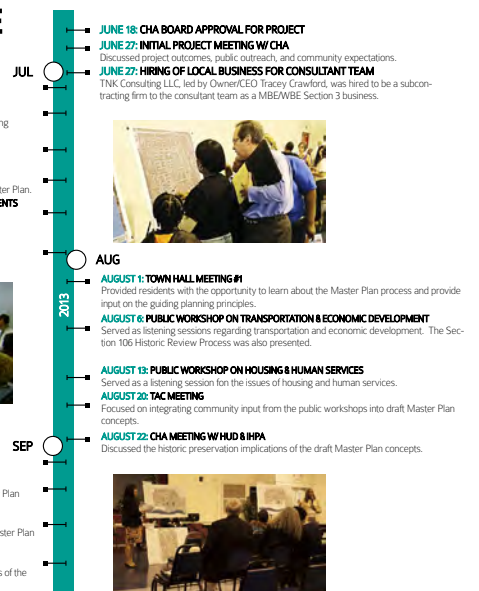 E
JUNE 18: CHA BOARD APPROVAL FOR PROJECT
JUNE 27: INITIAL PROJECT MEETING W/ CHA
Discussed project outcomes, public outreach, and community expectations.
JUL
JUNE 27: HIRING OF LOCAL BUSINESS FOR CONSULTANT TEAM
TNK Consulting LLC, led by Owner/CEO Tracey Crawford, was hired to be a subcon-
tracting firm to the consultant team as a MBE/WBE Section 3 business.
ng
ter Plan.
ENTS
AUG
2013
AUGUST 1: TOWN HALL MEETING #1
Provided residents with the opportunity to learn about the Master Plan process and provide
input on the guiding planning principles.
AUGUST 6: PUBLIC WORKSHOP ON TRANSPORTATION & ECONOMIC DEVELOPMENT
Served as listening sessions regarding transportation and economic development. The Sec-
tion 106 Historic Review Process was also presented.
AUGUST 13: PUBLIC WORKSHOP ON HOUSING & HUMAN SERVICES
Served as a listening session fon the issues of housing and human services.
AUGUST 20: TAC MEETING
Focused on integrating community input from the public workshops into draft Master Plan
concepts.
SEP
AUGUST 22: CHA MEETING W/ HUD & IHPA
Discussed the historic preservation implications of the draft Master Plan concepts.
Plan
ster Plan
s of the